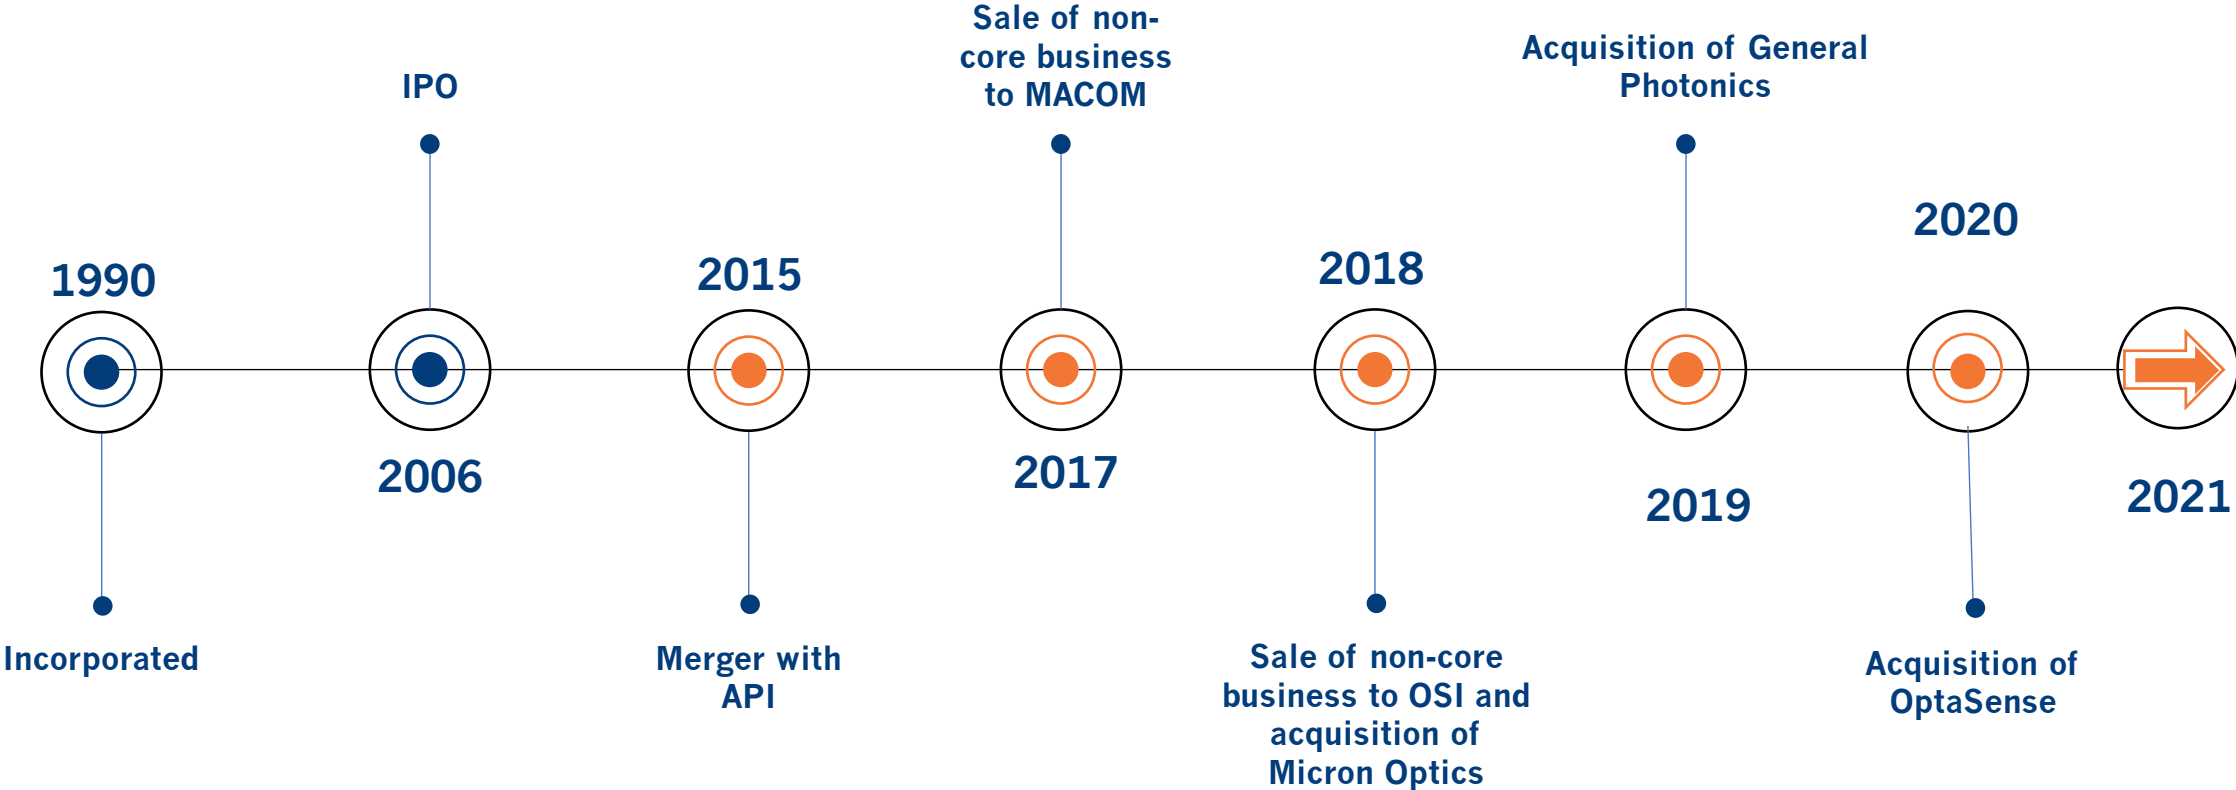 1990
Incorporated
IPO
2006
2015
Merger with
API
Sale of non-
core business
to MACOM
2017
2018
Sale of non-core
business to OSI and
acquisition of
Micron Optics
Acquisition of General
Photonics
2019
2020
Acquisition of
OptaSense
2021